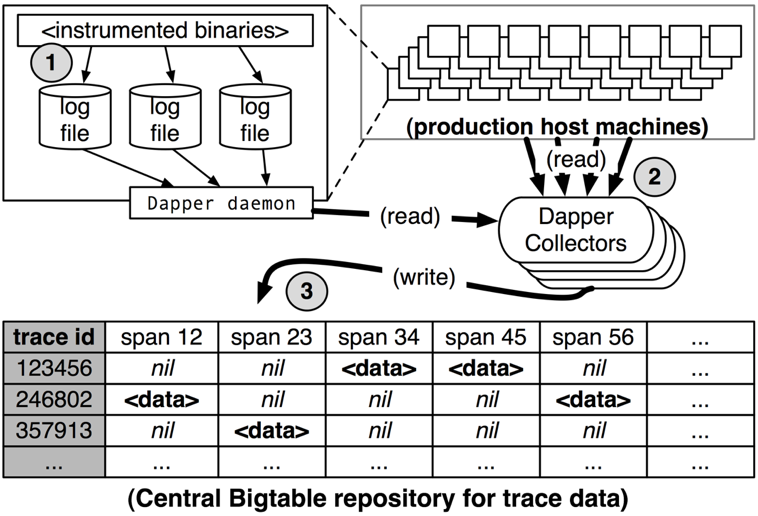 <instrumented binaries>
1
log file
log file
log file
Dapper daemon
(production host machines)
(read)
2
(read)
Dapper
Collectors
(write)
3
trace id span 12 span 23 span 34 span 45 span 56 ...
123456 nil nil <data> <data> nil ...
246802 <data> nil nil nil <data> ...
357913 nil <data> nil nil nil ...
... ... ... ... ... ... ...
(Central Bigtable repository for trace data)